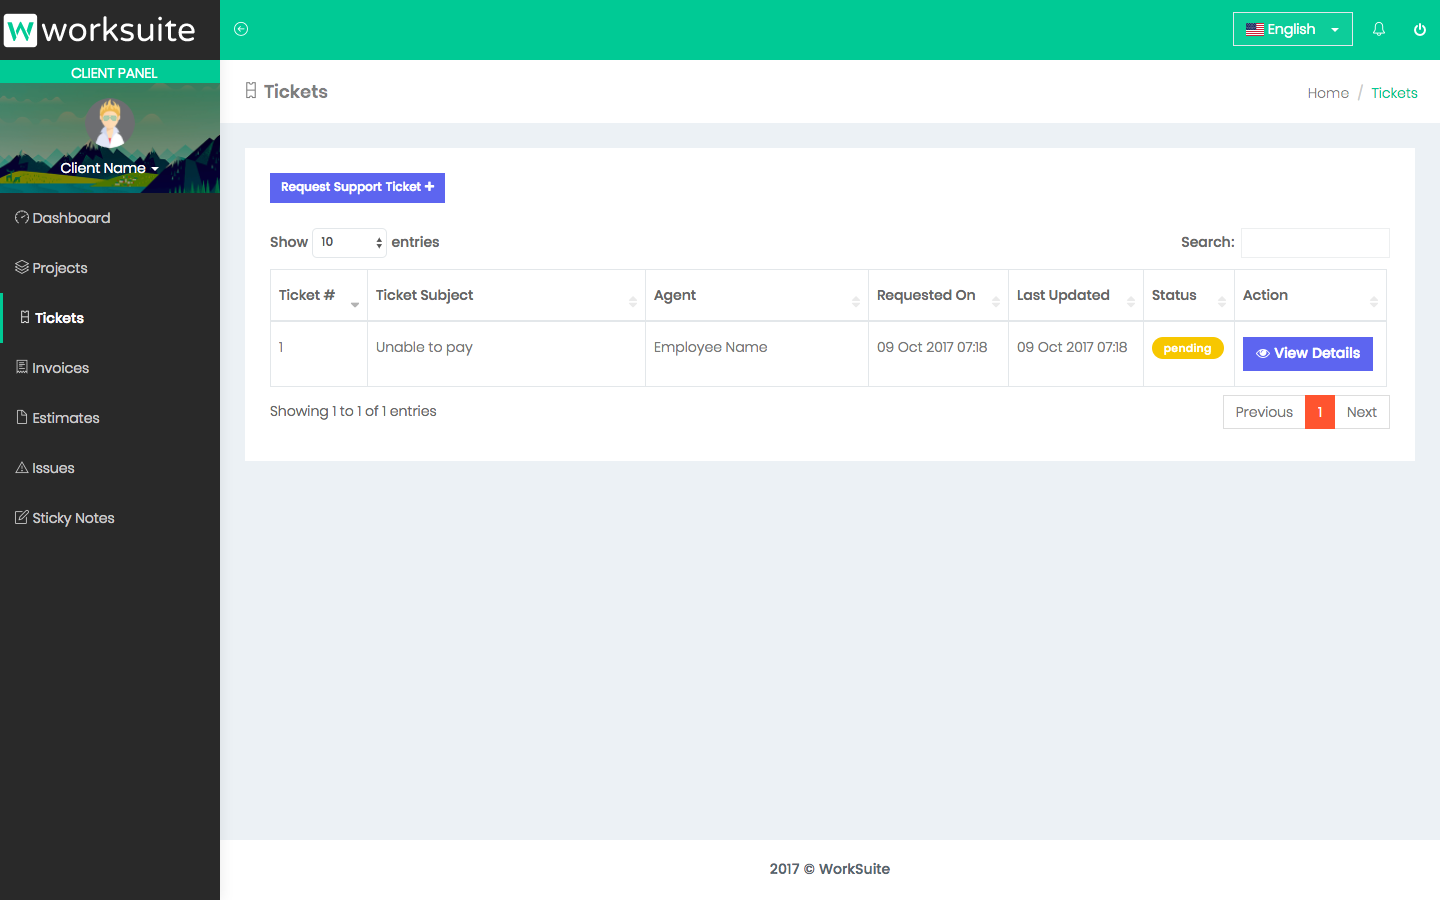 W worksuite
English
CLIENT PANEL
Client Name
Dashboard
Projects
Tickets
Invoices
Estimates
Issues
Sticky Notes
Tickets
Home / Tickets
Request Support Ticket +
Show 10 entries
Search:
Ticket # Ticket Subject Agent Requested On Last Updated Status Action
1 Unable to pay Employee Name 09 Oct 2017 07:18 09 Oct 2017 07:18 pending View Details
Showing 1 to 1 of 1 entries
Previous 1 Next
2017 © WorkSuite